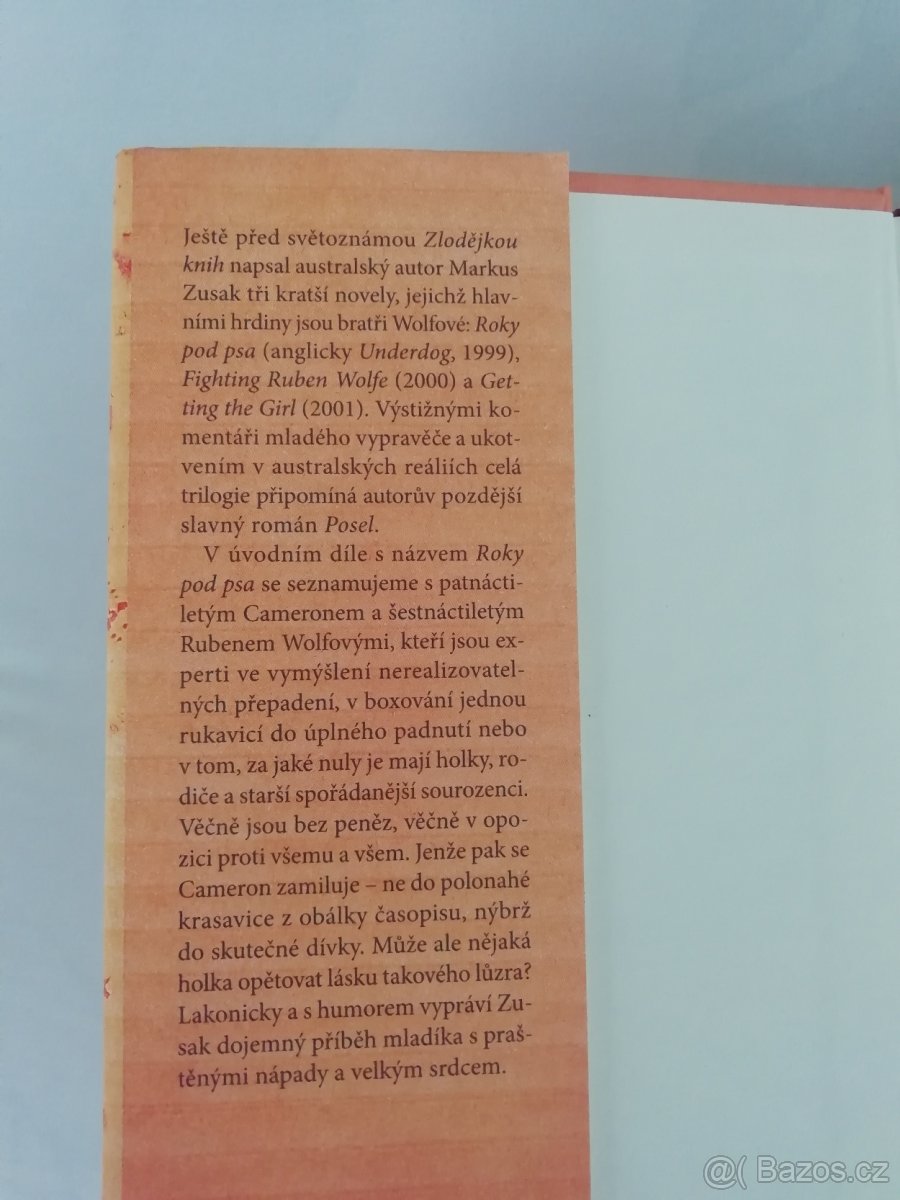 Ještě před světoznámou Zlodějkou
knih napsal australský autor Markus
Zusak tři kratší novely, jejichž hlav-
ními hrdiny jsou bratři Wolfové: Roky
pod psa (anglicky Underdog, 1999),
Fighting Ruben Wolfe (2000) a Get-
ting the Girl (2001). Výstižnými ko-
mentáři mladého vypravěče a ukot-
vením v australských reáliích celá
trilogie připomíná autorův pozdější
slavný román Posel.
V úvodním díle s názvem Roky
pod psa se seznamujeme s patnácti-
letým Cameronem a šestnáctiletým
Rubenem Wolfovými, kteří jsou ex-
perti ve vymýšlení nerealizovatel-
ných přepadení, v boxování jednou
rukavicí do úplného padnutí nebo
v tom, za jaké nuly je mají holky, ro-
diče a starší spořádanější sourozenci.
Věčně jsou bez peněz, věčně v opo-
zici proti všemu a všem. Jenže pak se
Cameron zamiluje – ne do polonahé
krasavice z obálky časopisu, nýbrž
do skutečné dívky. Může ale nějaká
holka opětovat lásku takového lůzra?
Lakonicky a s humorem vypráví Zu-
sak dojemný příběh mladíka s praš-
těnými nápady a velkým srdcem.
@( Bazos.cz